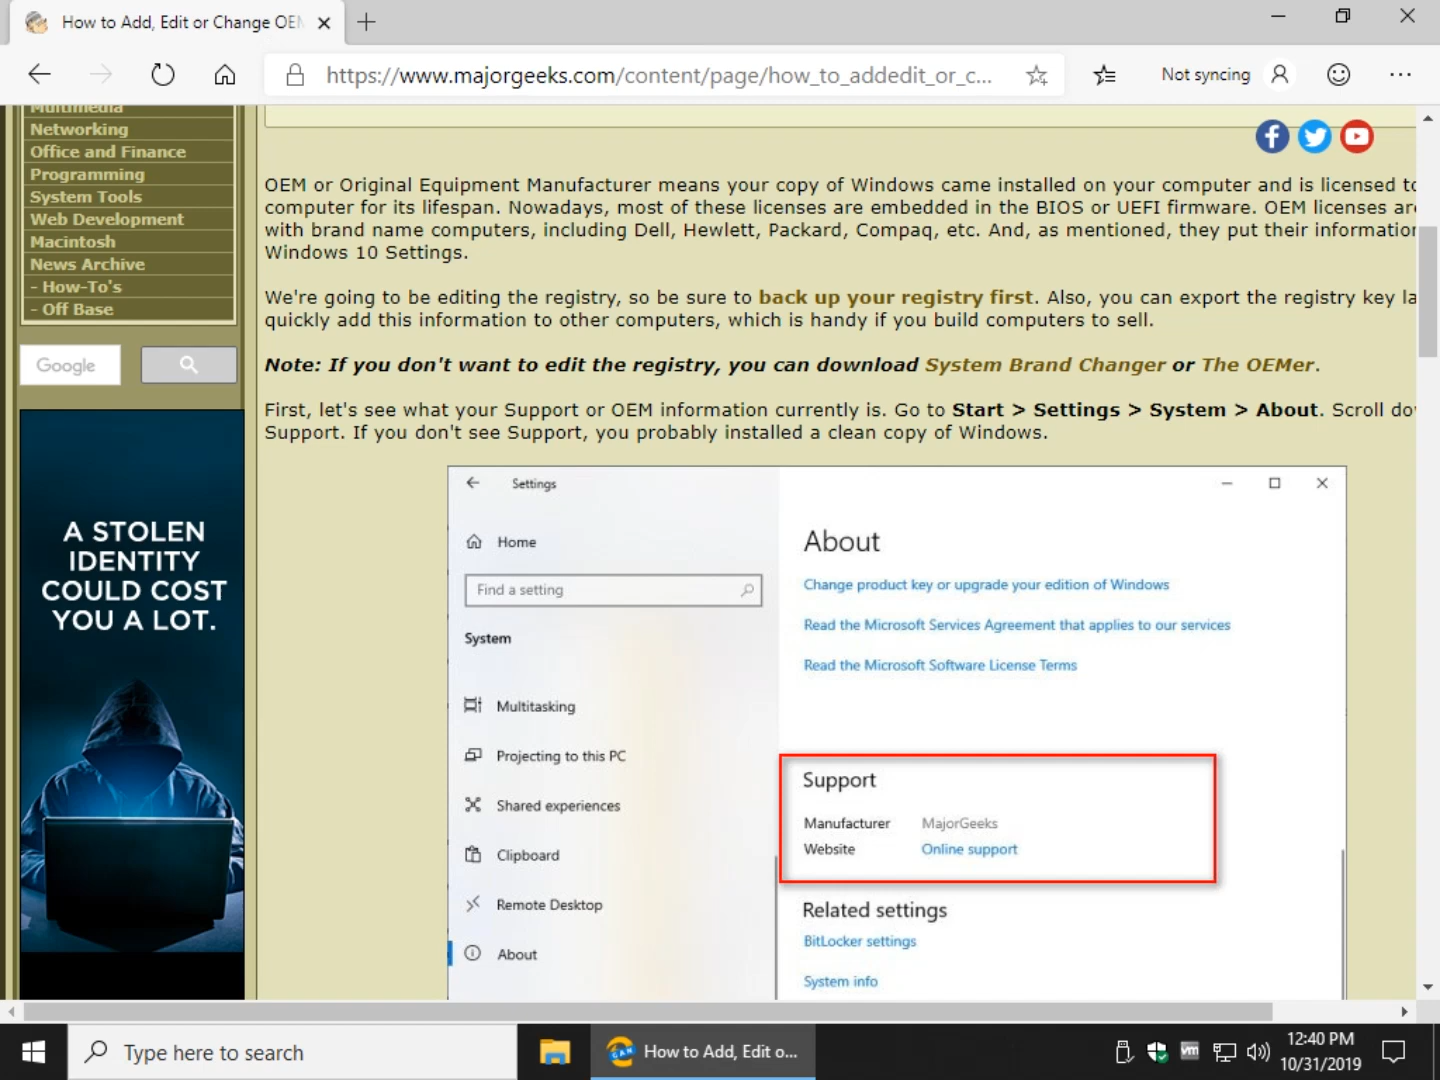 How to Add, Edit or Change OEM
https://www.majorgeeks.com/content/page/how_to_addedit_or_c...
Not syncing
Multimedia
Networking
Office and Finance
Programming
System Tools
Web Development
Macintosh
News Archive
- How-To's
- Off Base
Google
A STOLEN
IDENTITY
COULD COST
YOU A LOT.
OEM or Original Equipment Manufacturer means your copy of Windows came installed on your computer and is licensed to
computer for its lifespan. Nowadays, most of these licenses are embedded in the BIOS or UEFI firmware. OEM licenses are
with brand name computers, including Dell, Hewlett, Packard, Compaq, etc. And, as mentioned, they put their information
Windows 10 Settings.
We're going to be editing the registry, so be sure to back up your registry first. Also, you can export the registry key la
quickly add this information to other computers, which is handy if you build computers to sell.
Note: If you don't want to edit the registry, you can download System Brand Changer or The OEMer.
First, let's see what your Support or OEM information currently is. Go to Start > Settings > System > About. Scroll do
Support. If you don't see Support, you probably installed a clean copy of Windows.
Settings
Home
Find a setting
System
Multitasking
Projecting to this PC
Shared experiences
Clipboard
Remote Desktop
About
About
Change product key or upgrade your edition of Windows
Read the Microsoft Services Agreement that applies to our services
Read the Microsoft Software License Terms
Support
Manufacturer MajorGeeks
Website Online support
Related settings
BitLocker settings
System info
Type here to search
CAN
How to Add, Edit o...
vm
12:40 PM
10/31/2019